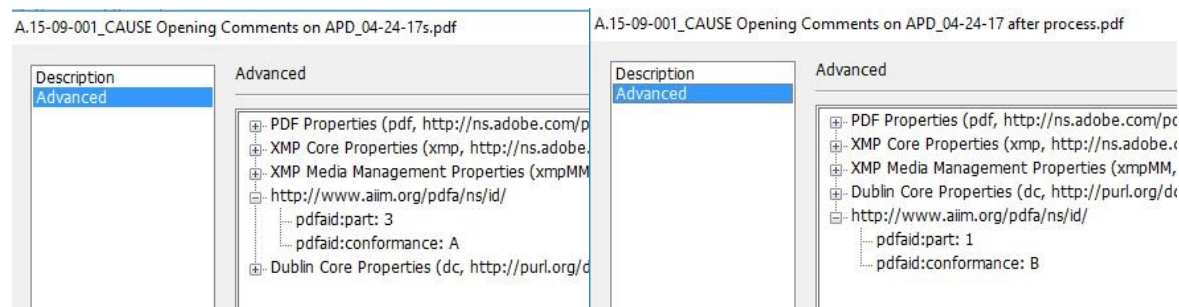 A.15-09-001_CAUSE Opening Comments on APD_04-24-17s.pdf
Description
Advanced
Advanced
PDF Properties (pdf, http://ns.adobe.com/p
XMP Core Properties (xmp, http://ns.adobe.
XMP Media Management Properties (xmpMM
http://www.aiim.org/pdfa/ns/id/
pdfaid:part: 3
pdfaid:conformance: A
Dublin Core Properties (dc, http://purl.org/d
A.15-09-001_CAUSE Opening Comments on APD_04-24-17 after process.pdf
Description
Advanced
Advanced
PDF Properties (pdf, http://ns.adobe.com/pd
XMP Core Properties (xmp, http://ns.adobe.c
XMP Media Management Properties (xmpMM,
Dublin Core Properties (dc, http://purl.org/dc
http://www.aiim.org/pdfa/ns/id/
pdfaid:part: 1
pdfaid:conformance: B